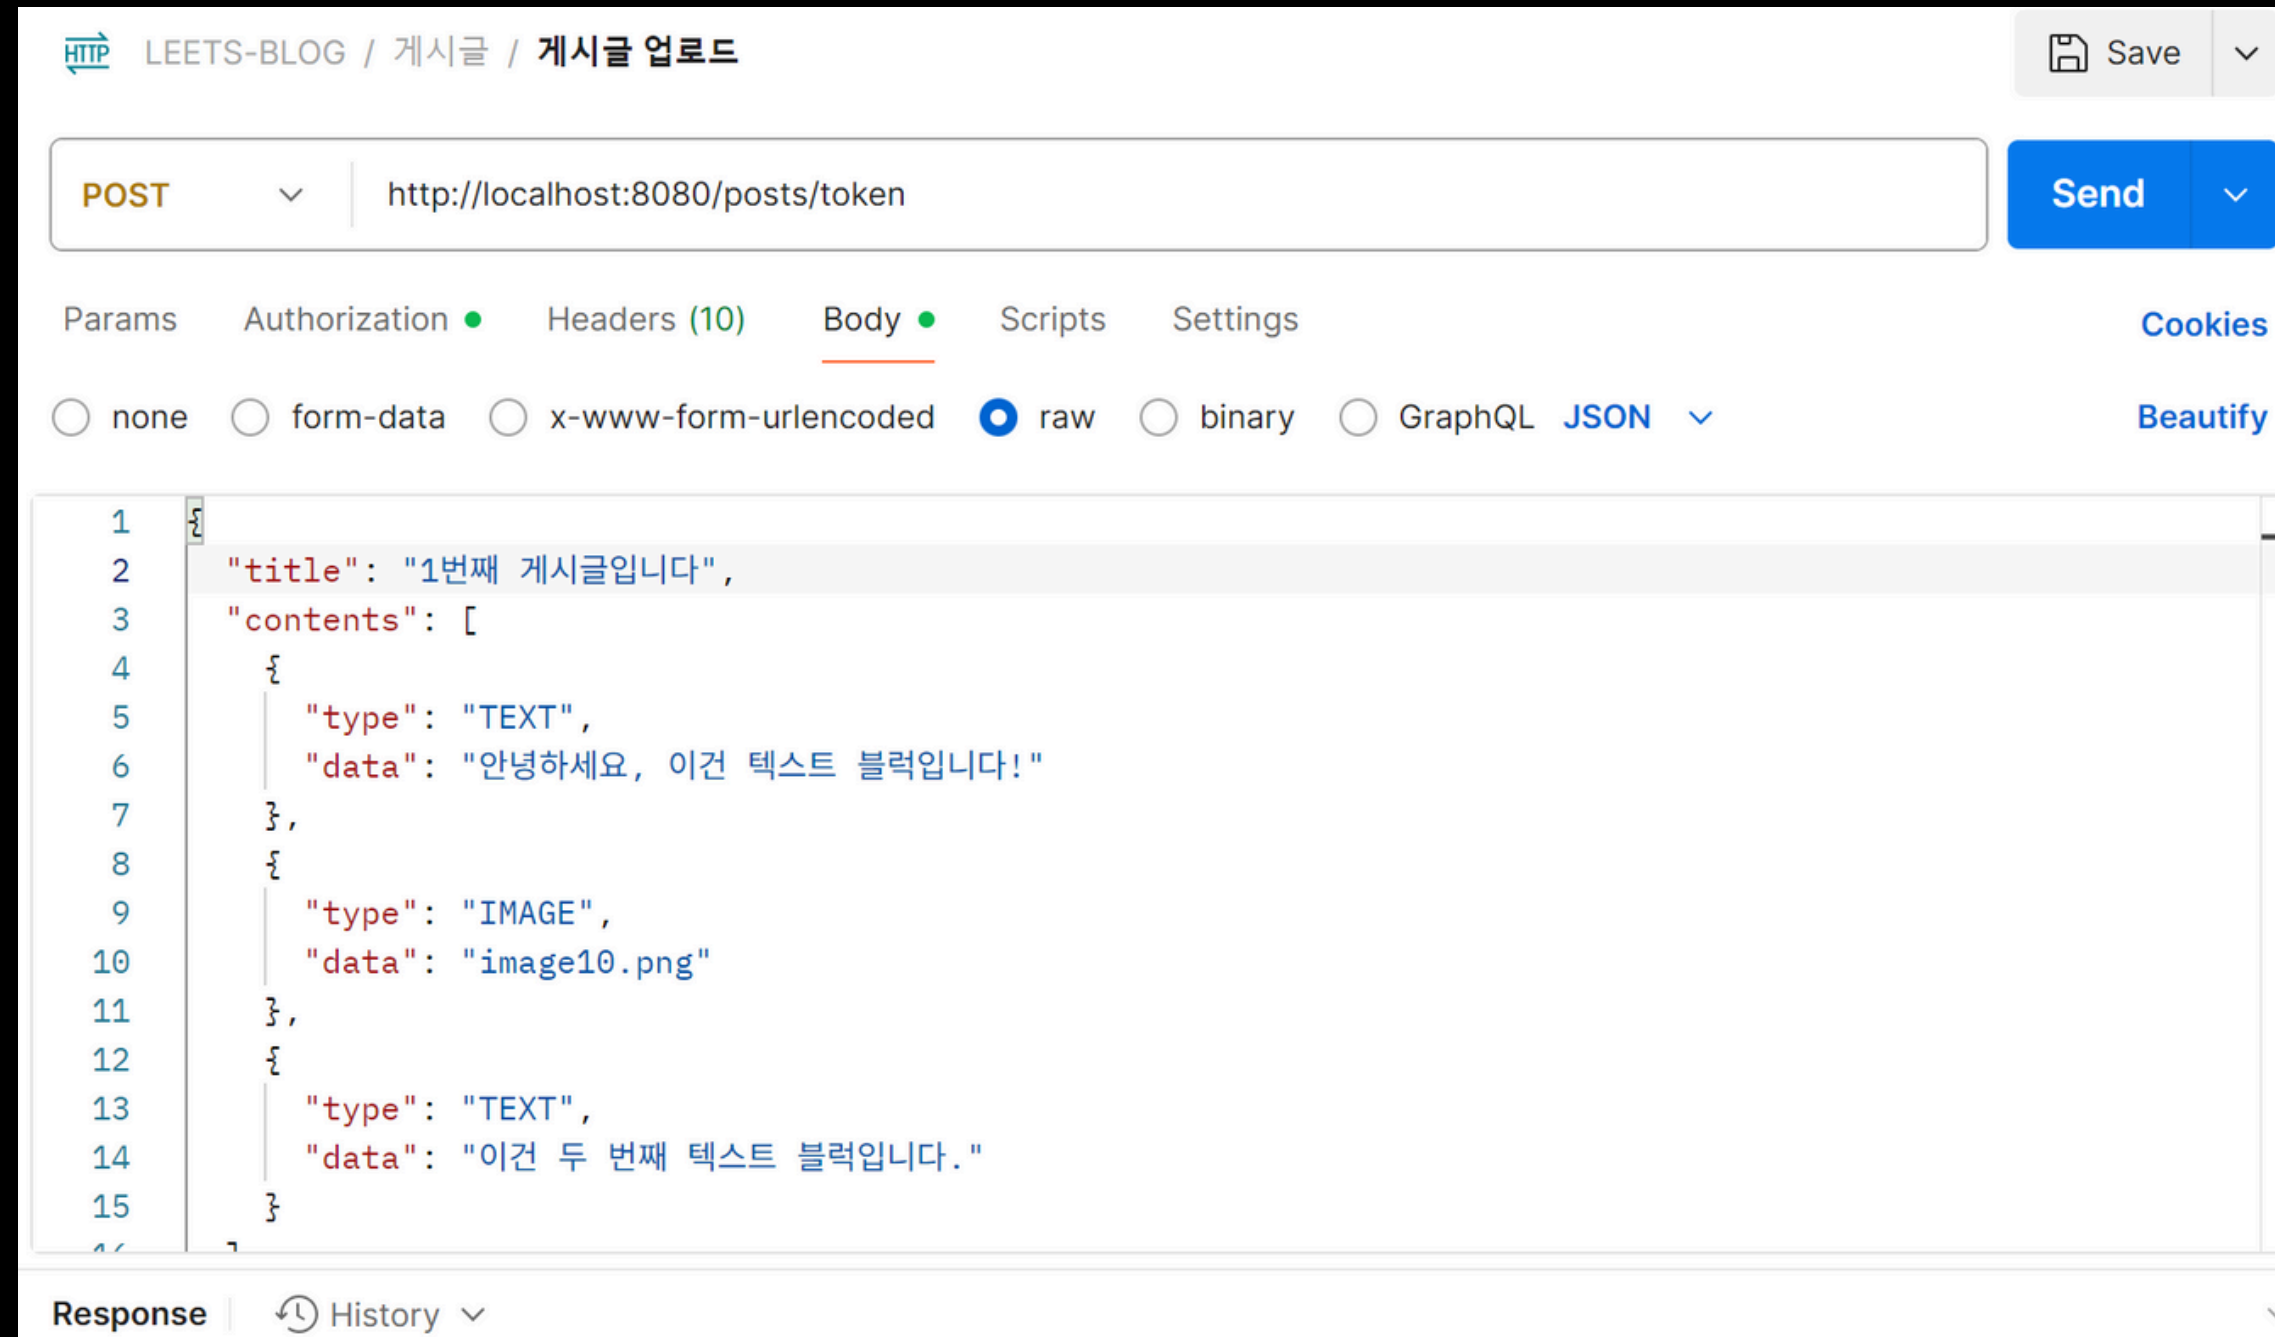 HTTP LEETS-BLOG / 게시글 / 게시글 업로드 Save
POST http://localhost:8080/posts/token Send
Params Authorization Headers (10) Body Scripts Settings Cookies
none form-data x-www-form-urlencoded raw binary GraphQL JSON Beautify
1 {
2 "title": "1번째 게시글입니다",
3 "contents": [
4 {
5 "type": "TEXT",
6 "data": "안녕하세요, 이건 텍스트 블럭입니다!"
7 },
8 {
9 "type": "IMAGE",
10 "data": "image10.png"
11 },
12 {
13 "type": "TEXT",
14 "data": "이건 두 번째 텍스트 블럭입니다."
15 }
Response History